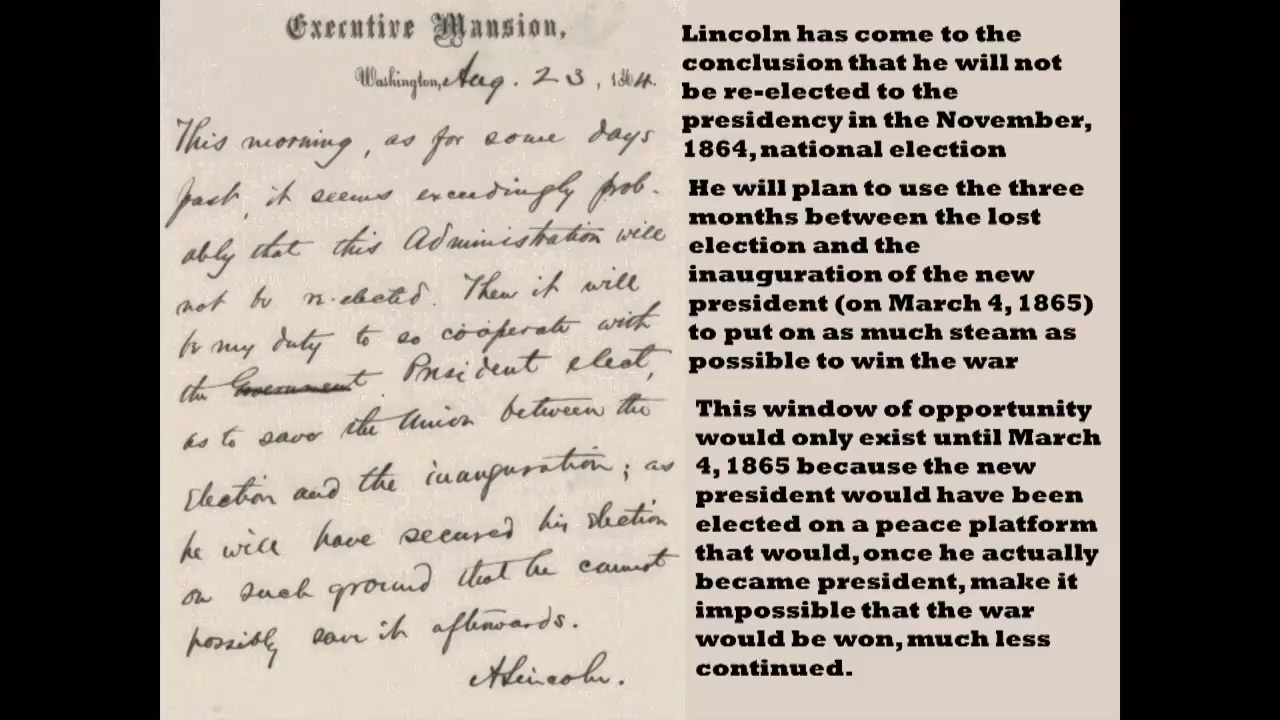 Executive Mansion,
Washington, Aug. 23, 1864.
This morning, as for some days
past, it seems exceedingly prob-
ably that this Administration will
not be re-elected. Then it will
be my duty to so co-operate with
the Government President elect,
as to save the Union between the
election and the inauguration; as
he will have secured his election
on such ground that he cannot
possibly save it afterwards.
A. Lincoln.
Lincoln has come to the
conclusion that he will not
be re-elected to the
presidency in the November,
1864, national election
He will plan to use the three
months between the lost
election and the
inauguration of the new
president (on March 4, 1865)
to put on as much steam as
possible to win the war
This window of opportunity
would only exist until March
4, 1865 because the new
president would have been
elected on a peace platform
that would, once he actually
became president, make it
impossible that the war
would be won, much less
continued.